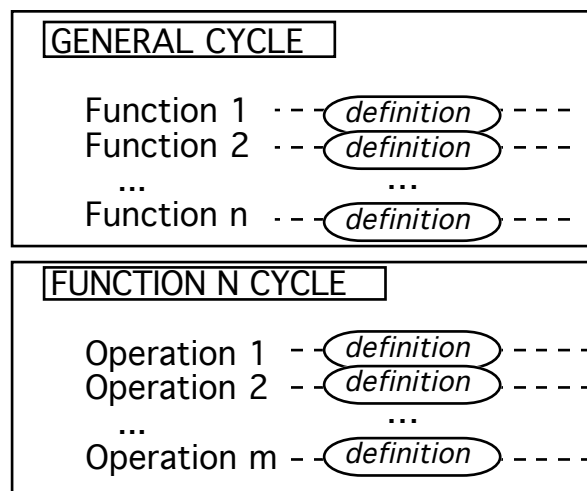 GENERAL CYCLE
Function 1 definition
Function 2 definition
... ...
Function n definition
FUNCTION N CYCLE
Operation 1 definition
Operation 2 definition
... ...
Operation m definition